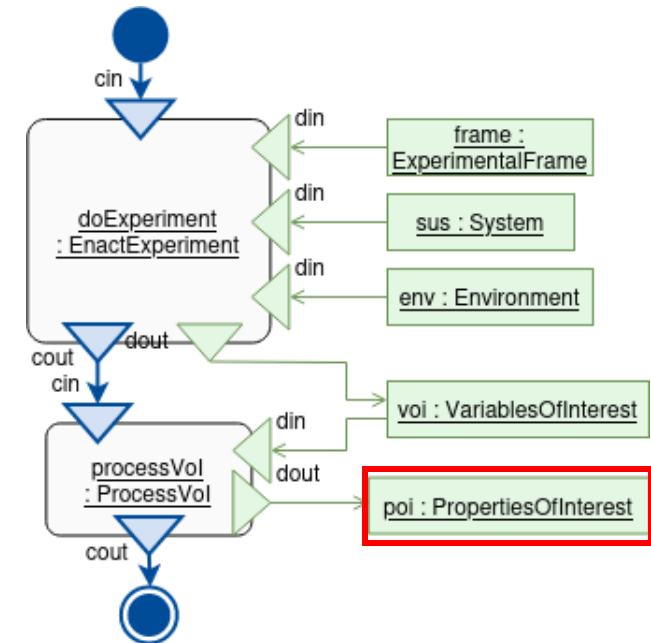 cin
din
frame :
ExperimentalFrame
din
doExperiment
: EnactExperiment
sus : System
din
env : Environment
dout
cout
cin
voi : VariablesOfInterest
din
processVoI
: ProcessVoI
dout
poi : PropertiesOfInterest
cout